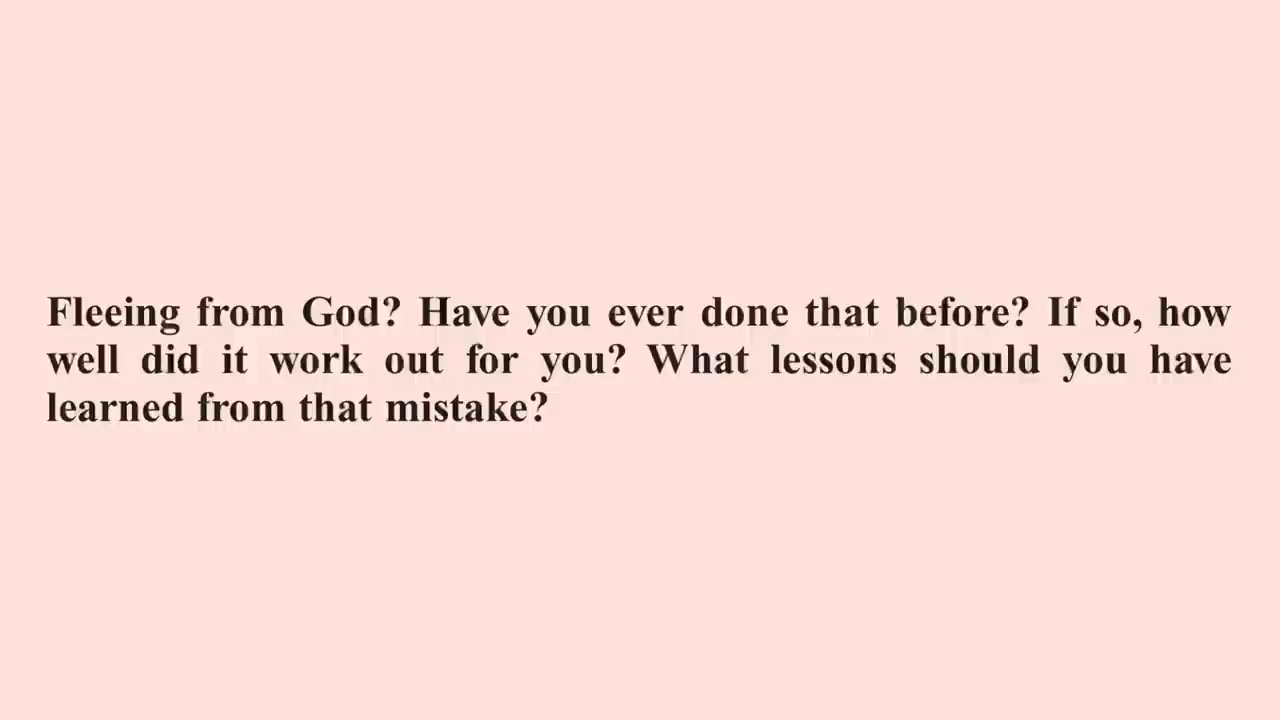 Fleeing from God? Have you ever done that before? If so, how
well did it work out for you? What lessons should you have
learned from that mistake?